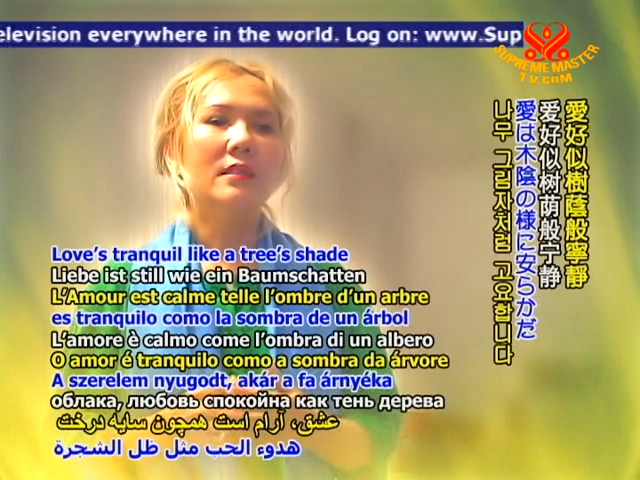 elevision everywhere in the world. Log on: www.Sup
SUPREME MASTER
TV.COM
愛好似樹蔭般寧靜
爱好似树荫般宁静
愛は木陰の様に安らかだ
나무 그림자처럼 고요합니다
Love's tranquil like a tree's shade
Liebe ist still wie ein Baumschatten
L'Amour est calme telle l'ombre d'un arbre
es tranquilo como la sombra de un árbol
L'amore è calmo come l'ombra di un albero
O amor é tranquilo como a sombra da árvore
A szerelem nyugodt, akár a fa árnyéka
облака, любовь спокойна как тень дерева
عشق، آرام است همچون سایه درخت
هدوء الحب مثل ظل الشجرة